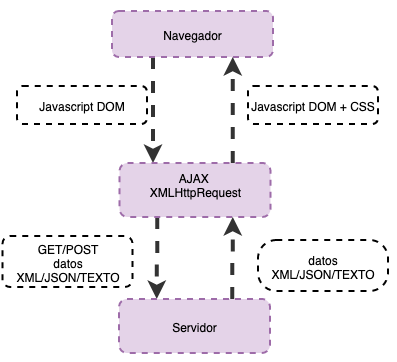 Navegador
Javascript DOM
Javascript DOM + CSS
AJAX
XMLHttpRequest
GET/POST
datos
XML/JSON/TEXTO
datos
XML/JSON/TEXTO
Servidor